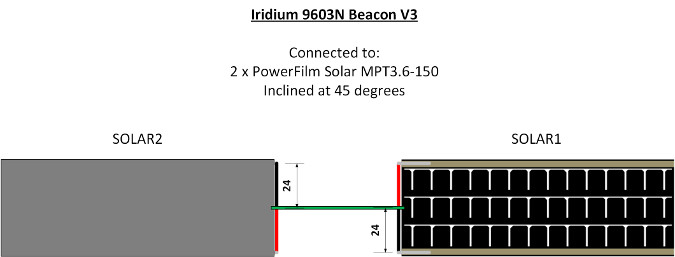 Iridium 9603N Beacon V3
Connected to:
2 x PowerFilm Solar MPT3.6-150
Inclined at 45 degrees
SOLAR2
SOLAR1
24
24